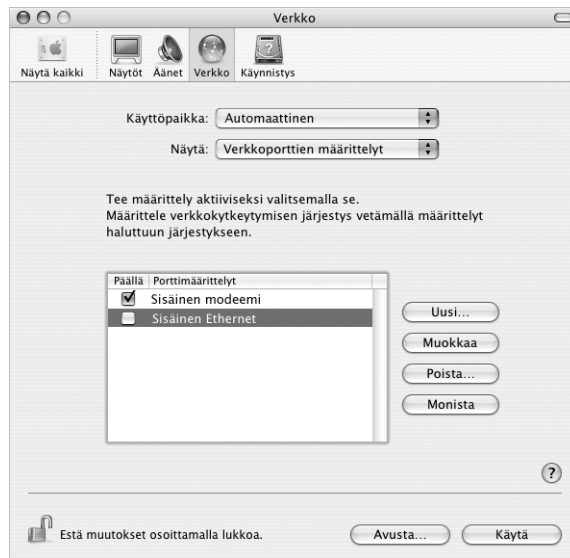 Verkko
Näytä kaikki
Näytöt
Äänet
Verkko
Käynnistys
Käyttöpaikka:
Automaattinen
Näytä:
Verkkoporttien määrittelyt
Tee määrittely aktiiviseksi valitsemalla se.
Määrittele verkkokytkeytymisen järjestys vetämällä määrittelyt
haluttuun järjestykseen.
Päällä
Porttimäärittelyt
Sisäinen modeemi
Sisäinen Ethernet
Uusi...
Muokkaa
Poista...
Monista
?
Estä muutokset osoittamalla lukkoa.
Avusta...
Käytä